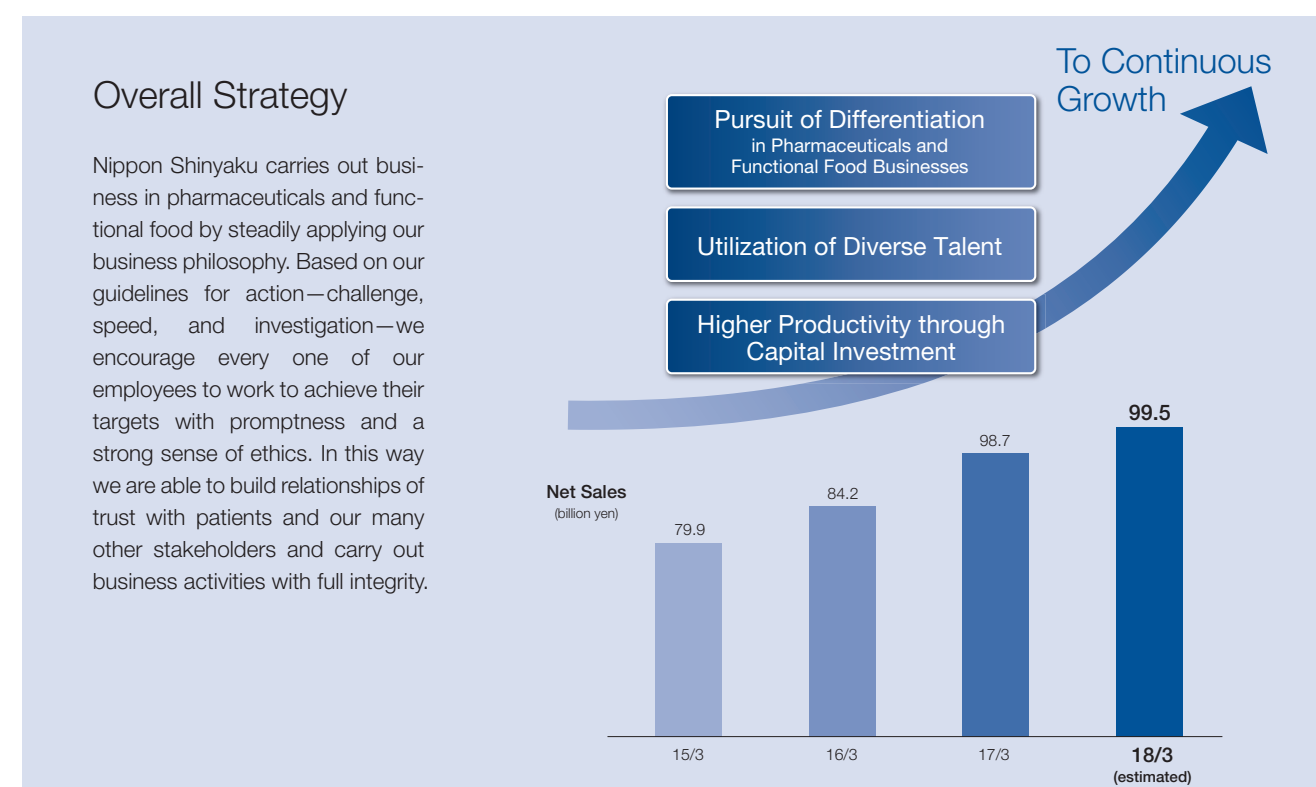 Overall Strategy
Nippon Shinyaku carries out busi-
ness in pharmaceuticals and func-
tional food by steadily applying our
business philosophy. Based on our
guidelines for action—challenge,
speed, and investigation—we
encourage every one of our
employees to work to achieve their
targets with promptness and a
strong sense of ethics. In this way
we are able to build relationships of
trust with patients and our many
other stakeholders and carry out
business activities with full integrity.
To Continuous
Growth
Pursuit of Differentiation
in Pharmaceuticals and
Functional Food Businesses
Utilization of Diverse Talent
Higher Productivity through
Capital Investment
Net Sales
(billion yen)
79.9
84.2
98.7
99.5
15/3
16/3
17/3
18/3
(estimated)